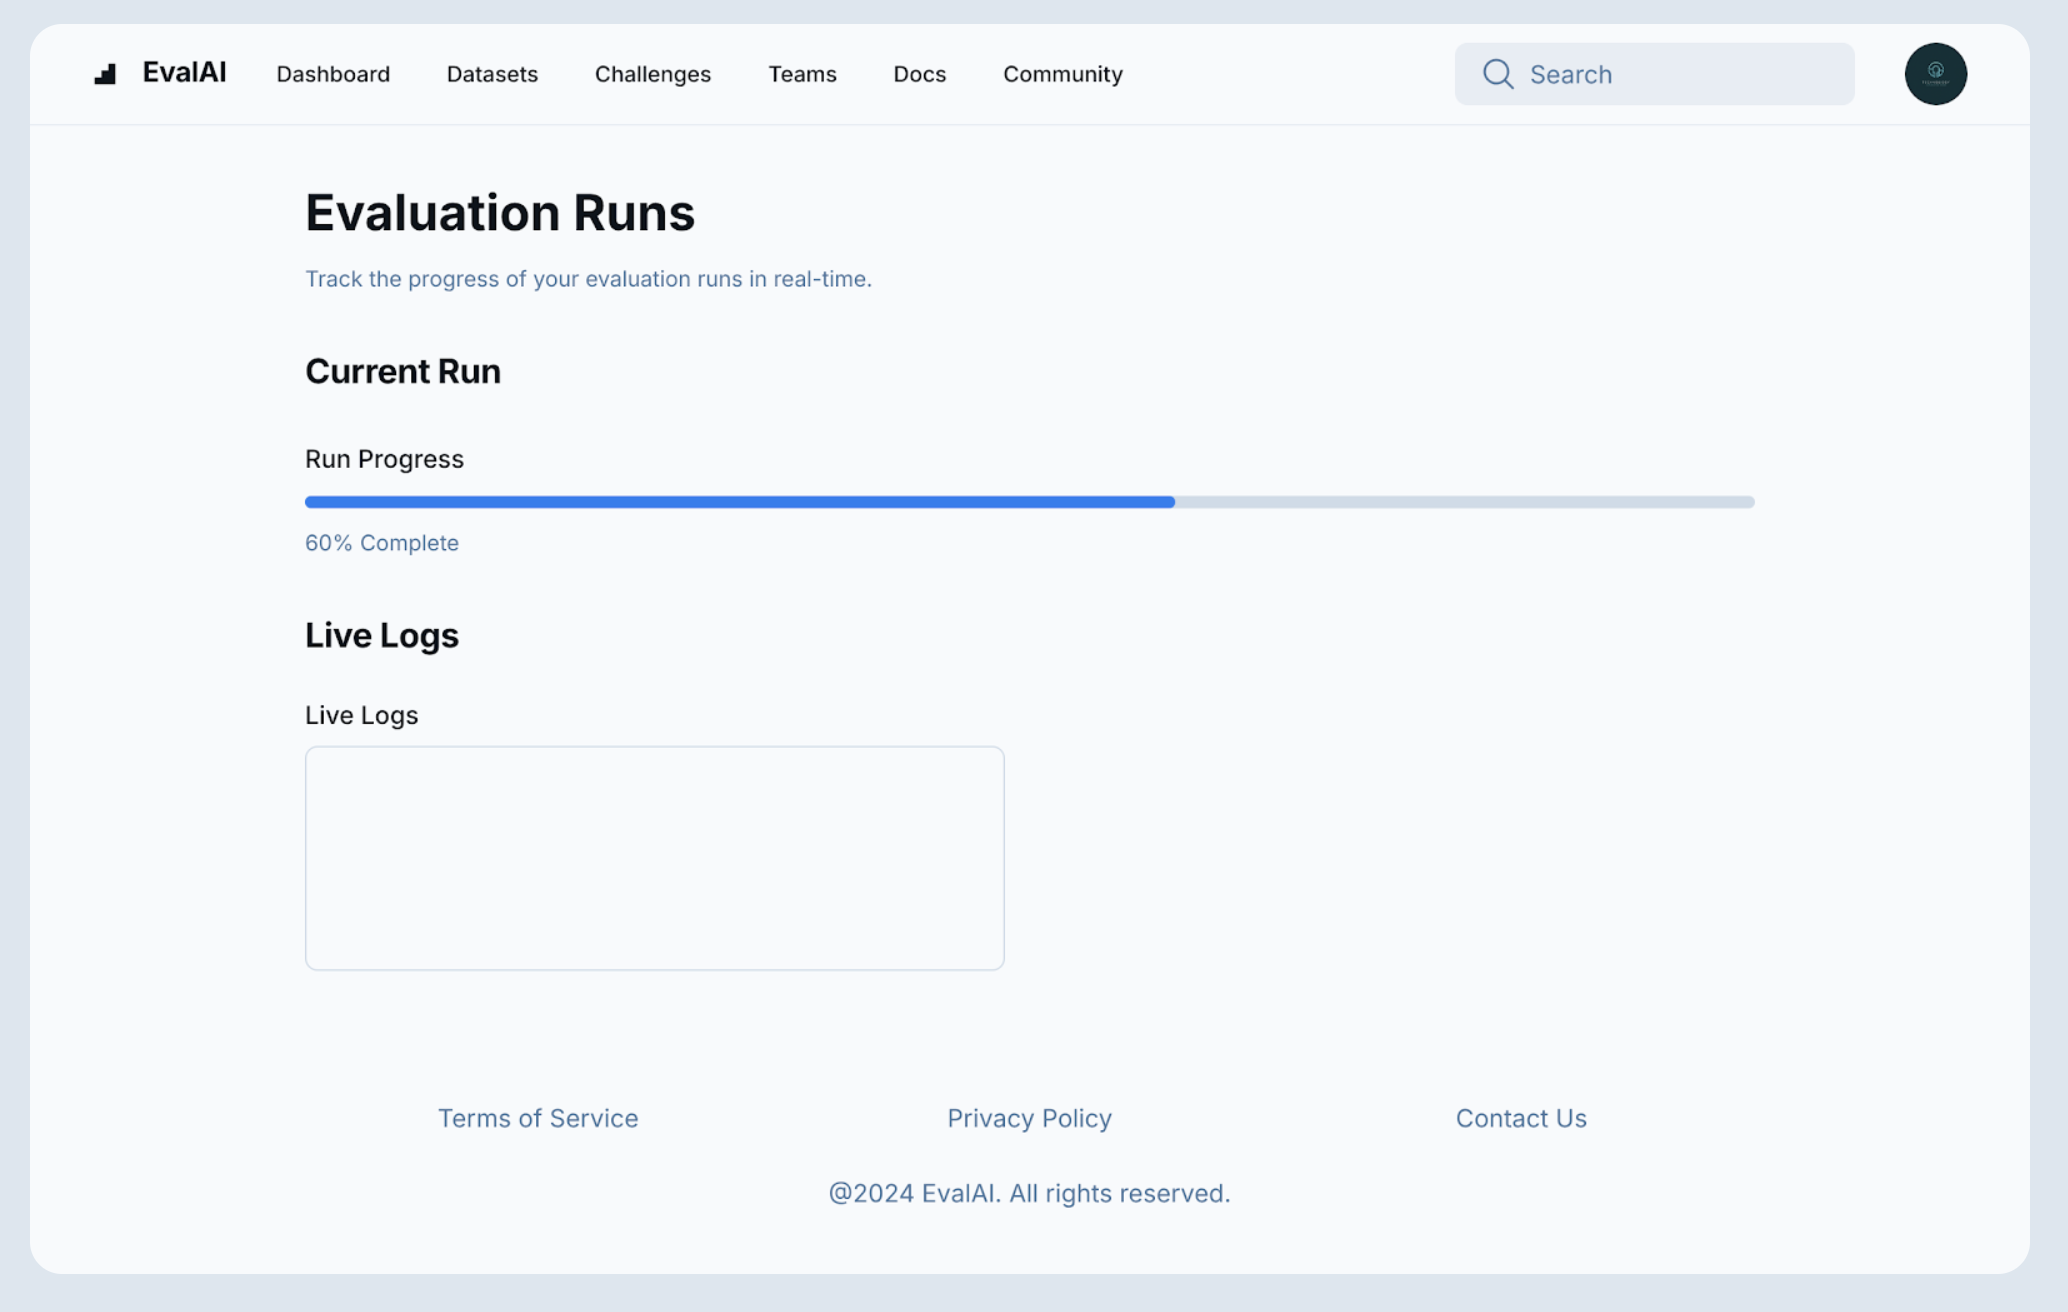 EvalAI
Dashboard
Datasets
Challenges
Teams
Docs
Community
Search
Evaluation Runs
Track the progress of your evaluation runs in real-time.
Current Run
Run Progress
60% Complete
Live Logs
Live Logs
Terms of Service
Privacy Policy
Contact Us
@2024 EvalAI. All rights reserved.